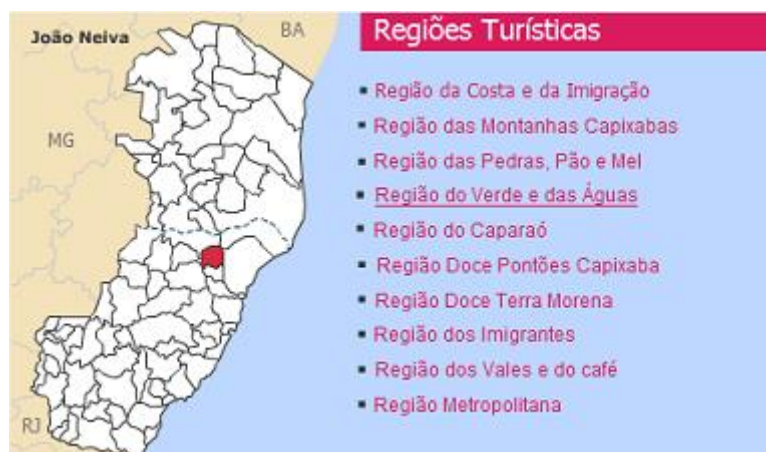 João Neiva
BA
MG
RJ
Regiões Turísticas
Região da Costa e da Imigração
Região das Montanhas Capixabas
Região das Pedras, Pão e Mel
Região do Verde e das Águas
Região do Caparaó
Região Doce Pontões Capixaba
Região Doce Terra Morena
Região dos Imigrantes
Região dos Vales e do café
Região Metropolitana